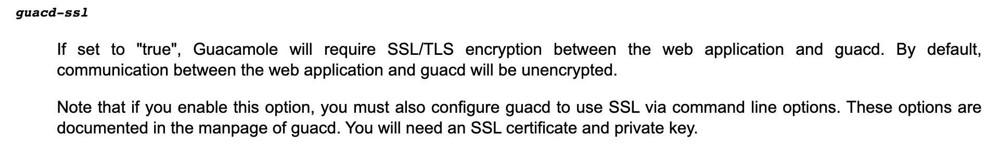 guacd-ssl
If set to "true", Guacamole will require SSL/TLS encryption between the web application and guacd. By default,
communication between the web application and guacd will be unencrypted.
Note that if you enable this option, you must also configure guacd to use SSL via command line options. These options are
documented in the manpage of guacd. You will need an SSL certificate and private key.